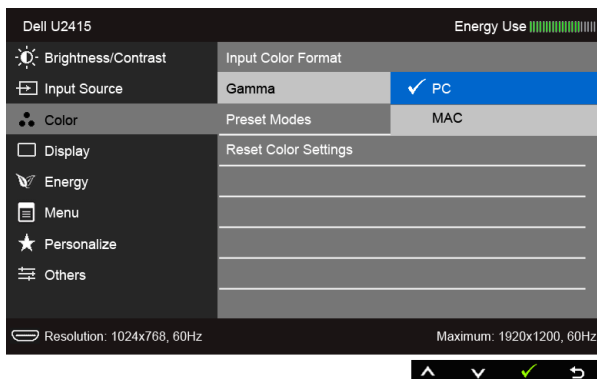 Dell U2415 Energy Use
Brightness/Contrast Input Color Format
Input Source Gamma PC
Color Preset Modes MAC
Display Reset Color Settings
Energy
Menu
Personalize
Others
Resolution: 1024x768, 60Hz Maximum: 1920x1200, 60Hz